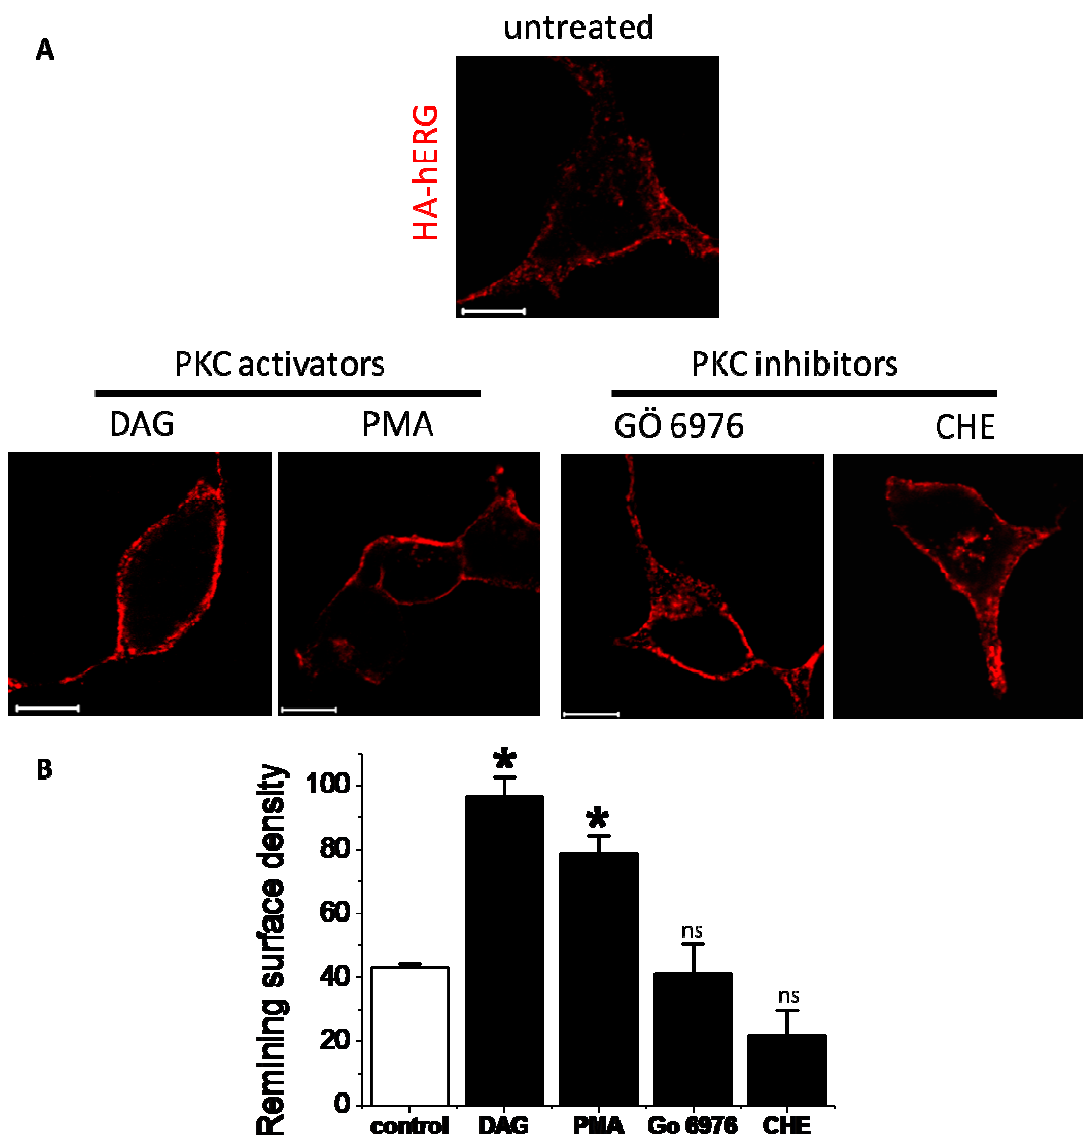 A
untreated
HA-hERG
PKC activators
PKC inhibitors
DAG
PMA
GÖ 6976
CHE
B
Remining surface density
100
80
60
40
20
0
*
*
ns
ns
control
DAG
PMA
Go 6976
CHE